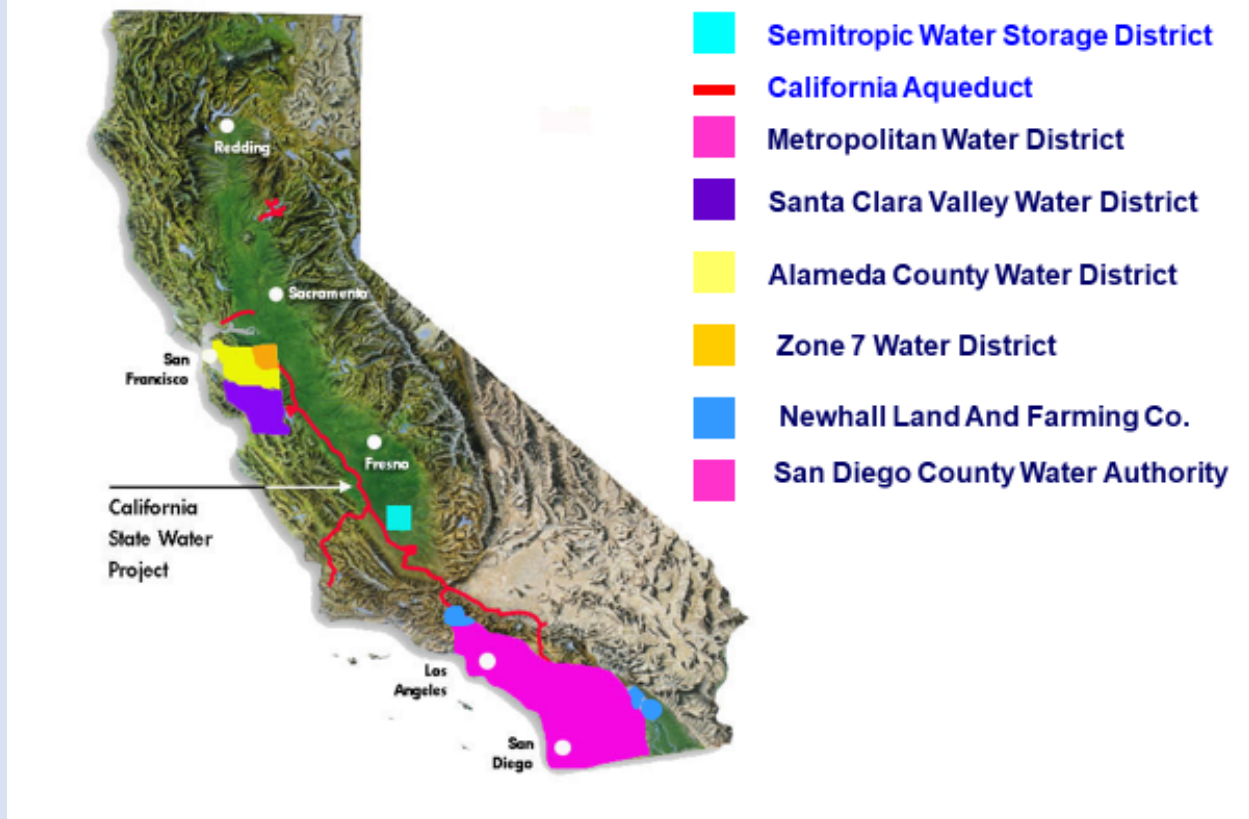 Semitropic Water Storage District
California Aqueduct
Metropolitan Water District
Santa Clara Valley Water District
Alameda County Water District
Zone 7 Water District
Newhall Land And Farming Co.
San Diego County Water Authority
Redding
Sacramento
San
Francisco
Fresno
California
State Water
Project
Los
Angeles
San
Diego